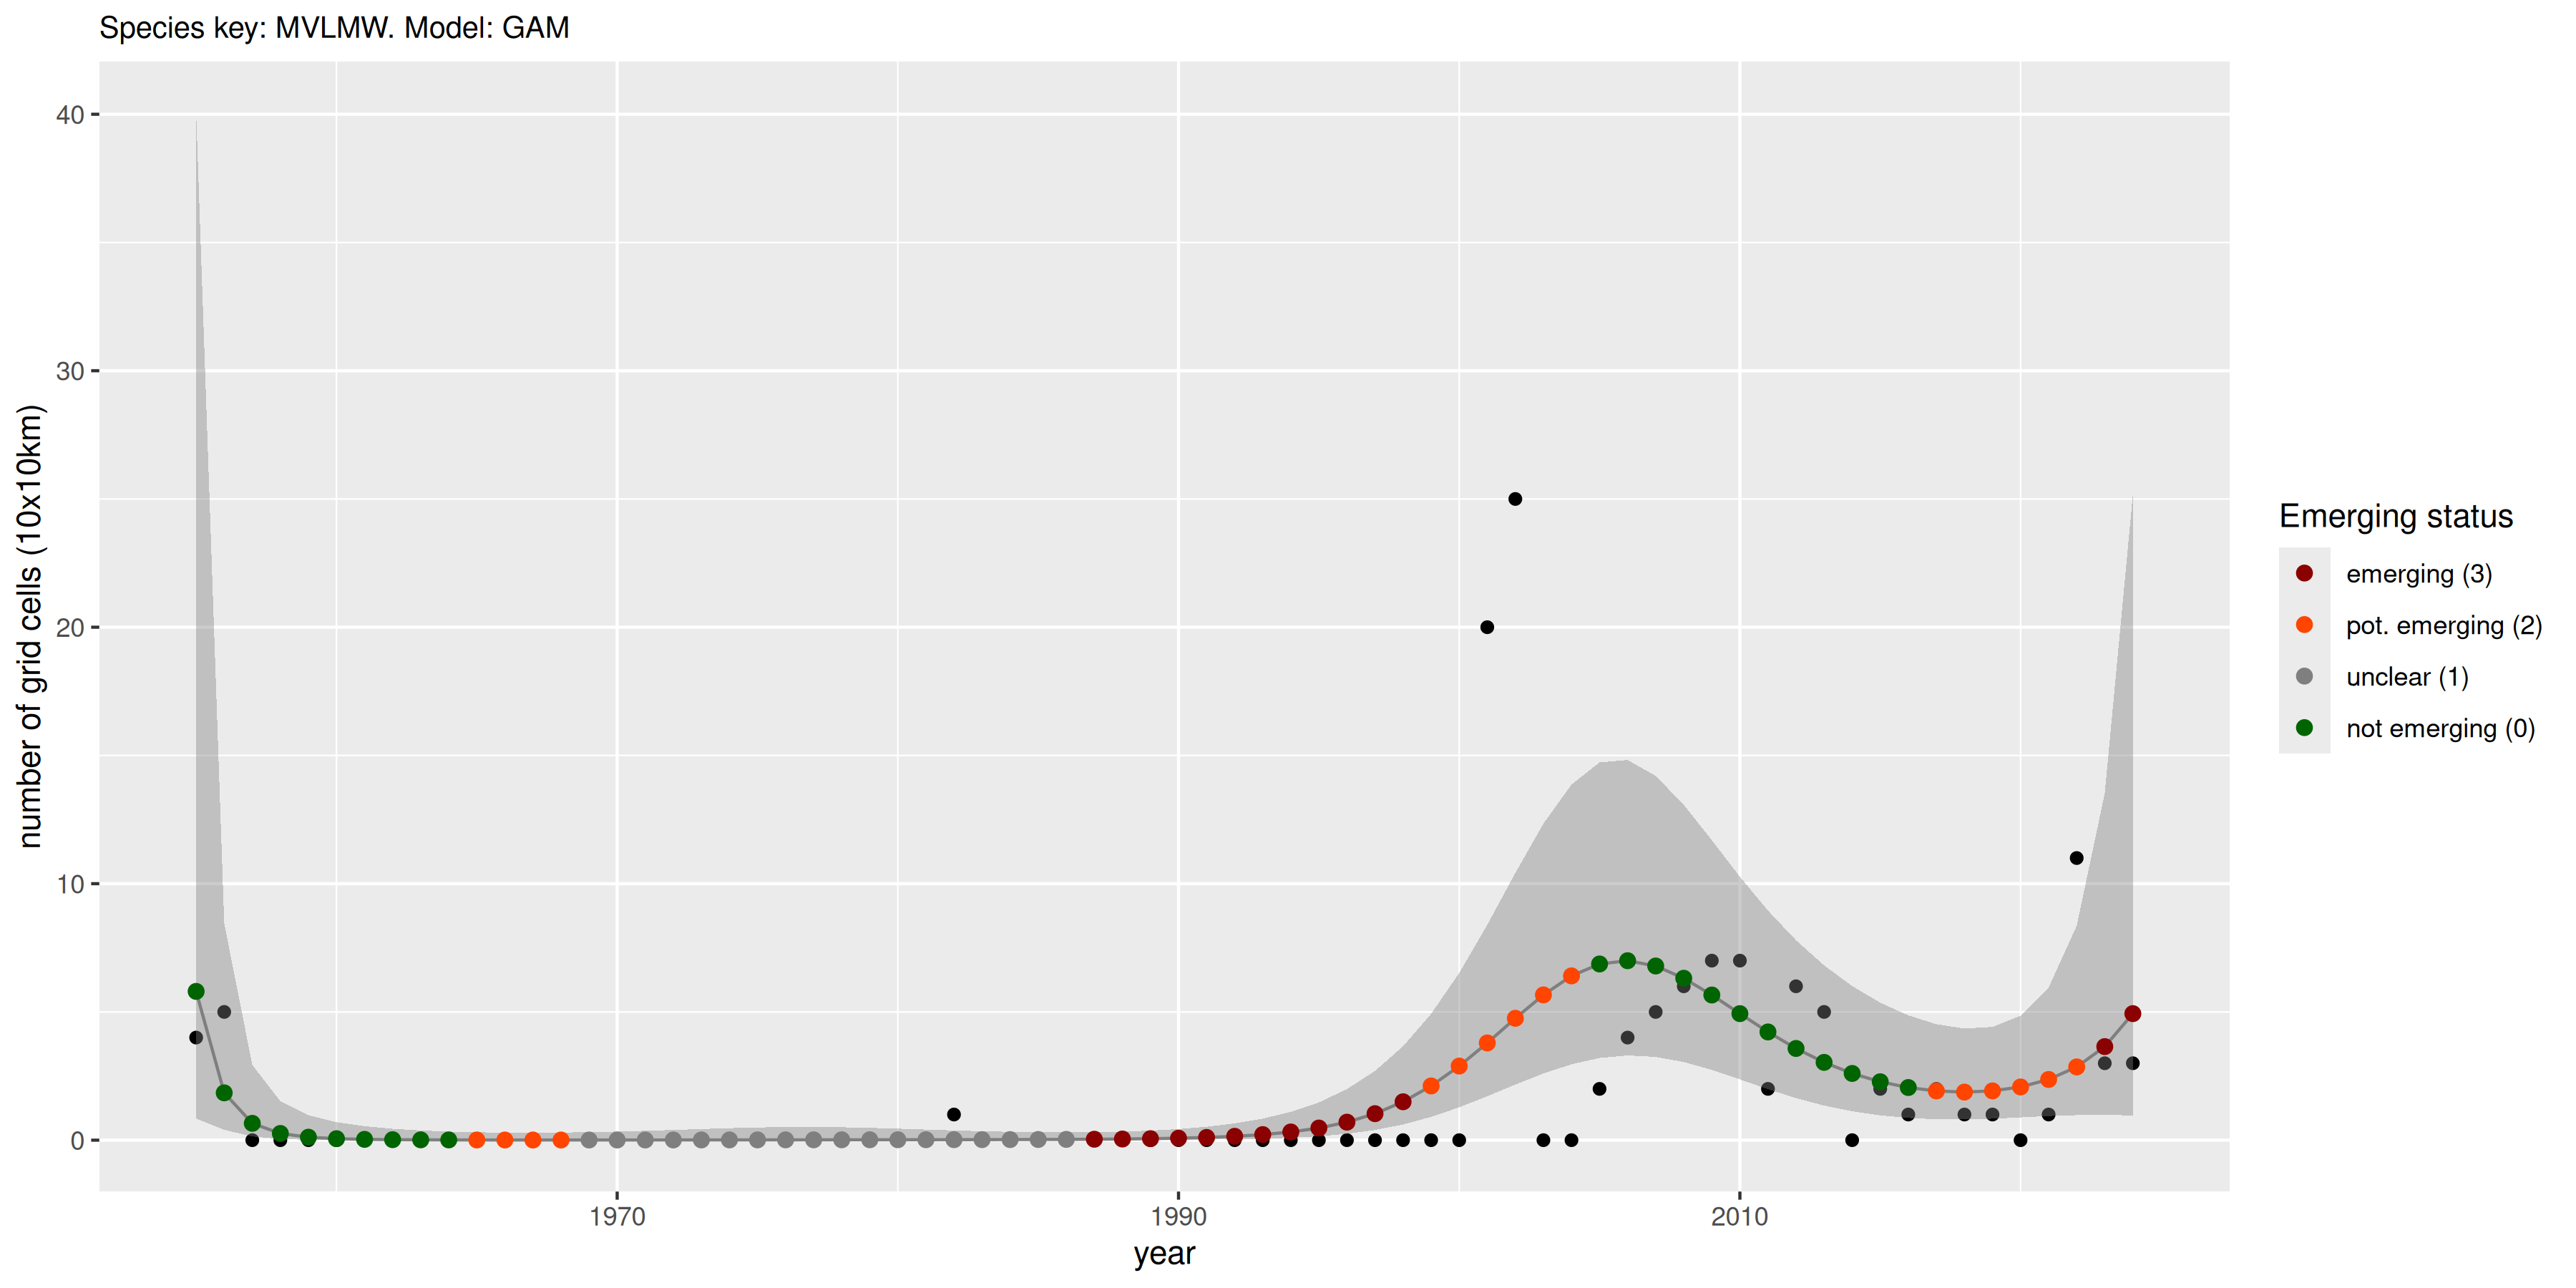 Species key: MVLMW. Model: GAM
40
30
20
10
0
number of grid cells (10x10km)
1970
1990
2010
year
Emerging status
emerging (3)
pot. emerging (2)
unclear (1)
not emerging (0)